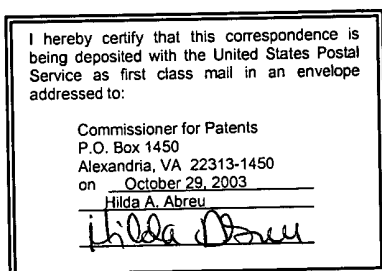 I hereby certify that this correspondence is
being deposited with the United States Postal
Service as first class mail in an envelope
addressed to:
Commissioner for Patents
P.O. Box 1450
Alexandria, VA 22313-1450
on October 29, 2003
Hilda A. Abreu
Hilda Abreu